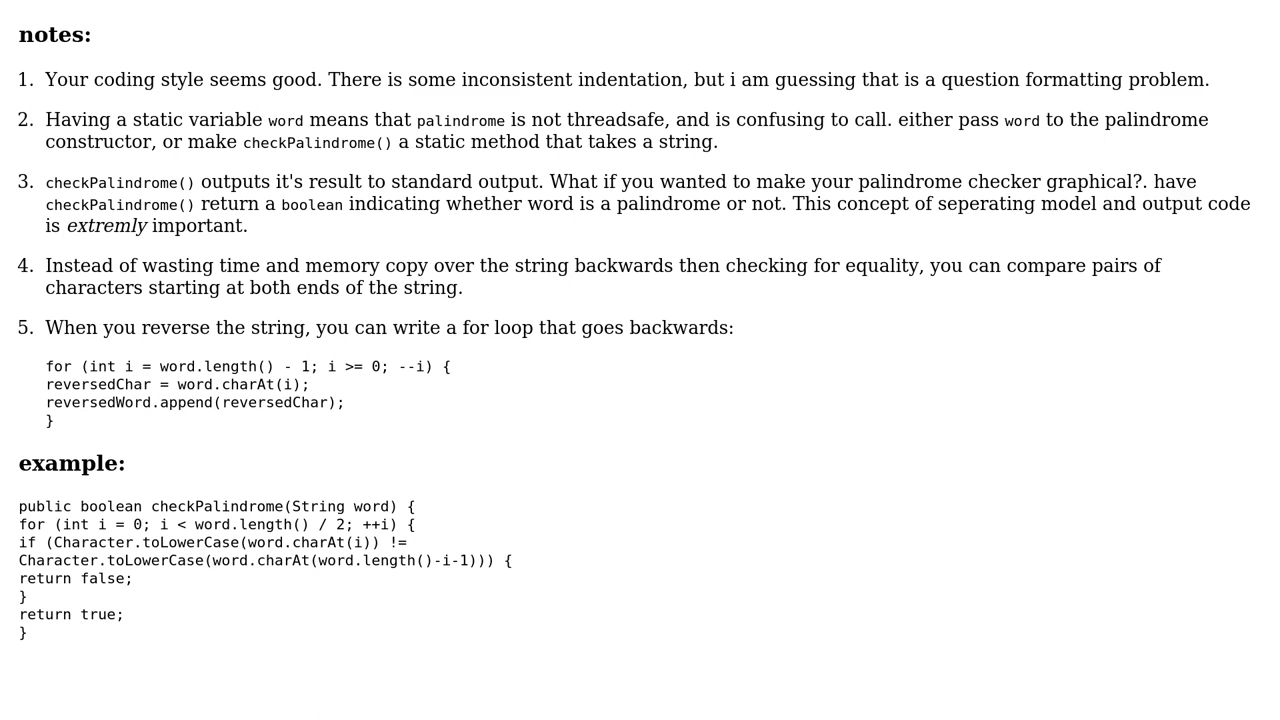 notes:
1. Your coding style seems good. There is some inconsistent indentation, but i am guessing that is a question formatting problem.
2. Having a static variable word means that palindrome is not threadsafe, and is confusing to call. either pass word to the palindrome
constructor, or make checkPalindrome() a static method that takes a string.
3. checkPalindrome() outputs it's result to standard output. What if you wanted to make your palindrome checker graphical?. have
checkPalindrome() return a boolean indicating whether word is a palindrome or not. This concept of seperating model and output code
is extremly important.
4. Instead of wasting time and memory copy over the string backwards then checking for equality, you can compare pairs of
characters starting at both ends of the string.
5. When you reverse the string, you can write a for loop that goes backwards:
for (int i = word.length() - 1; i >= 0; --i) {
reversedChar = word.charAt(i);
reversedWord.append(reversedChar);
}
example:
public boolean checkPalindrome(String word) {
for (int i = 0; i < word.length() / 2; ++i) {
if (Character.toLowerCase(word.charAt(i)) !=
Character.toLowerCase(word.charAt(word.length()-i-1))) {
return false;
}
return true;
}